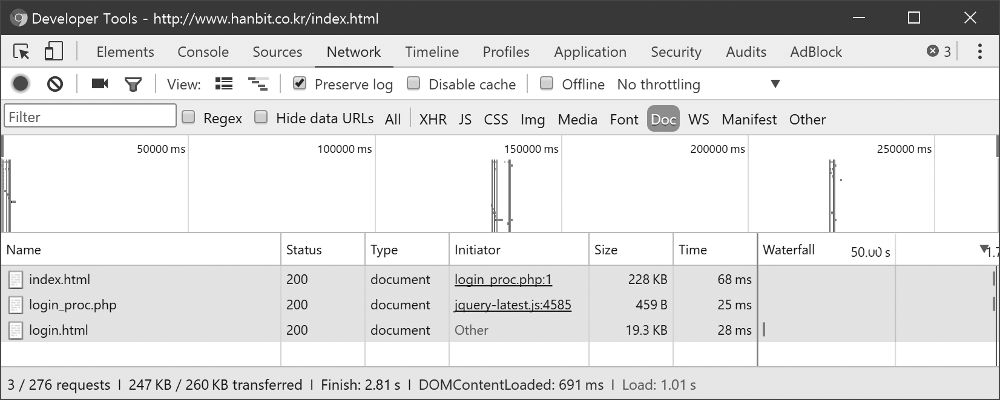 Developer Tools - http://www.hanbit.co.kr/index.html
Elements Console Sources Network Timeline Profiles Application Security Audits AdBlock 3
View: Preserve log Disable cache Offline No throttling
Filter Regex Hide data URLs All XHR JS CSS Img Media Font Doc WS Manifest Other
50000 ms 100000 ms 150000 ms 200000 ms 250000 ms
Name Status Type Initiator Size Time Waterfall 50.00 s 1.7
index.html 200 document login_proc.php:1 228 KB 68 ms
login_proc.php 200 document jquery-latest.js:4585 459 B 25 ms
login.html 200 document Other 19.3 KB 28 ms
3 / 276 requests | 247 KB / 260 KB transferred | Finish: 2.81 s | DOMContentLoaded: 691 ms | Load: 1.01 s